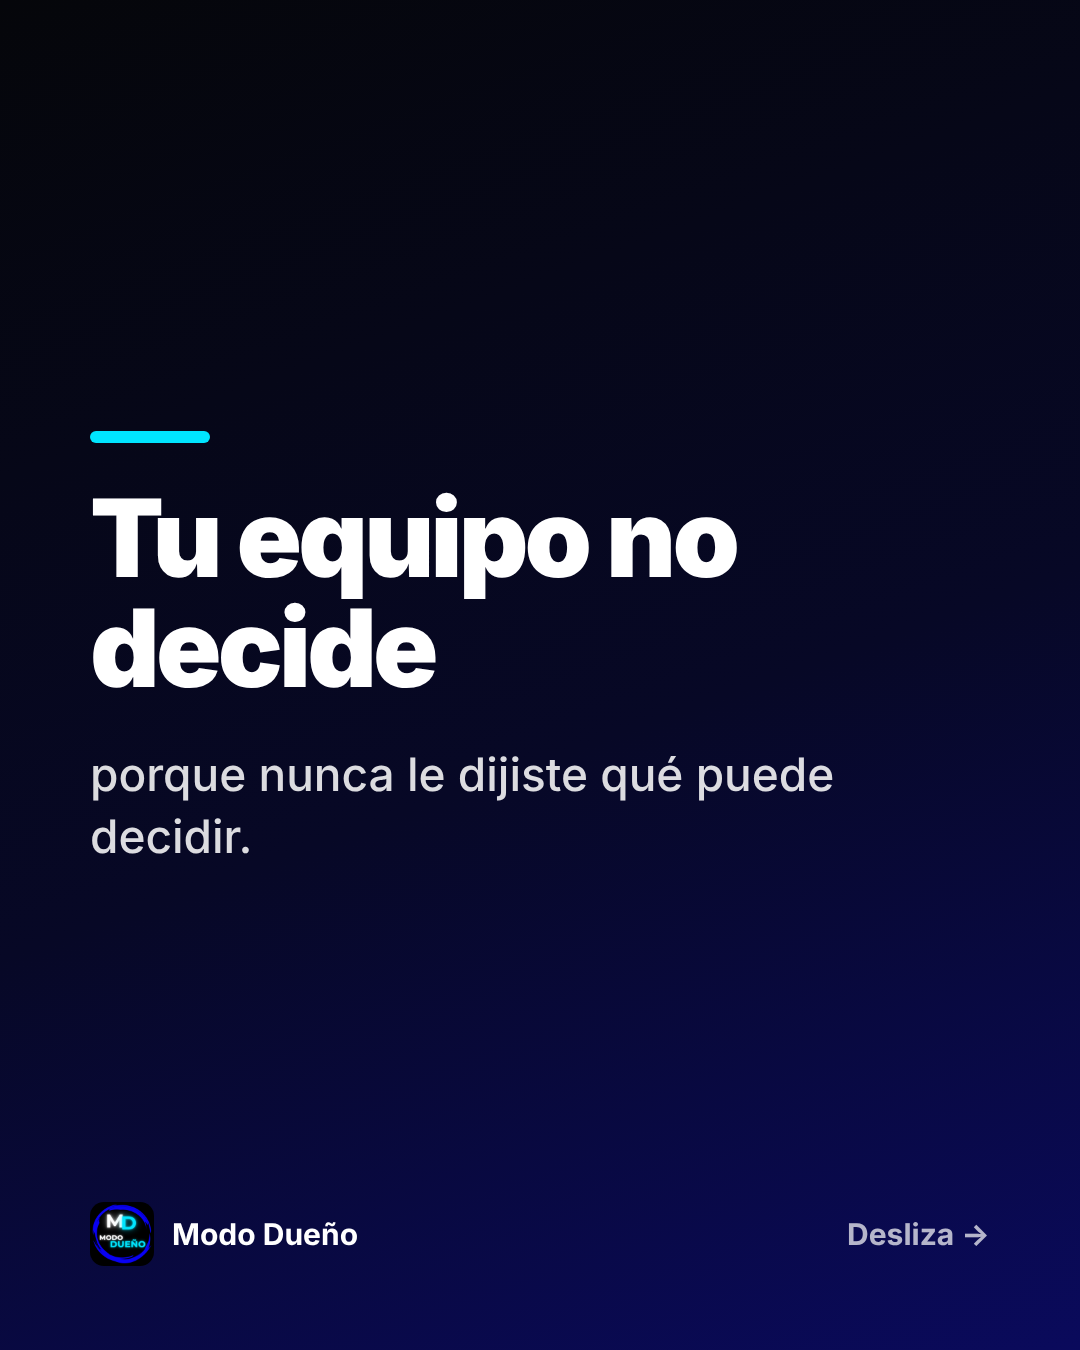 Tu equipo no
decide
porque nunca le dijiste qué puede
decidir.
MD
MODO
DUEÑO
Modo Dueño
Desliza →